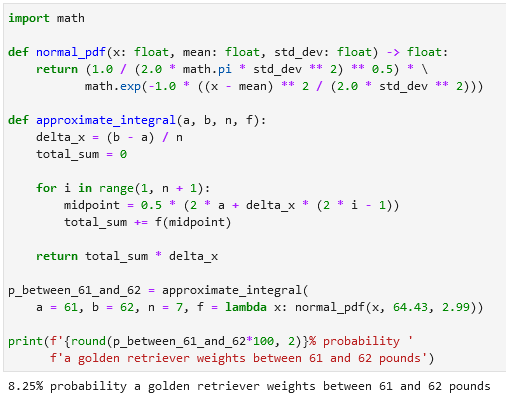 import math
def normal_pdf(x: float, mean: float, std_dev: float) -> float:
    return (1.0 / (2.0 * math.pi * std_dev ** 2) ** 0.5) * \
           math.exp(-1.0 * ((x - mean) ** 2 / (2.0 * std_dev ** 2)))
def approximate_integral(a, b, n, f):
    delta_x = (b - a) / n
    total_sum = 0
    for i in range(1, n + 1):
        midpoint = 0.5 * (2 * a + delta_x * (2 * i - 1))
        total_sum += f(midpoint)
    return total_sum * delta_x
p_between_61_and_62 = approximate_integral(
    a = 61, b = 62, n = 7, f = lambda x: normal_pdf(x, 64.43, 2.99))
print(f'{round(p_between_61_and_62*100, 2)}% probability '
      f'a golden retriever weights between 61 and 62 pounds')
8.25% probability a golden retriever weights between 61 and 62 pounds